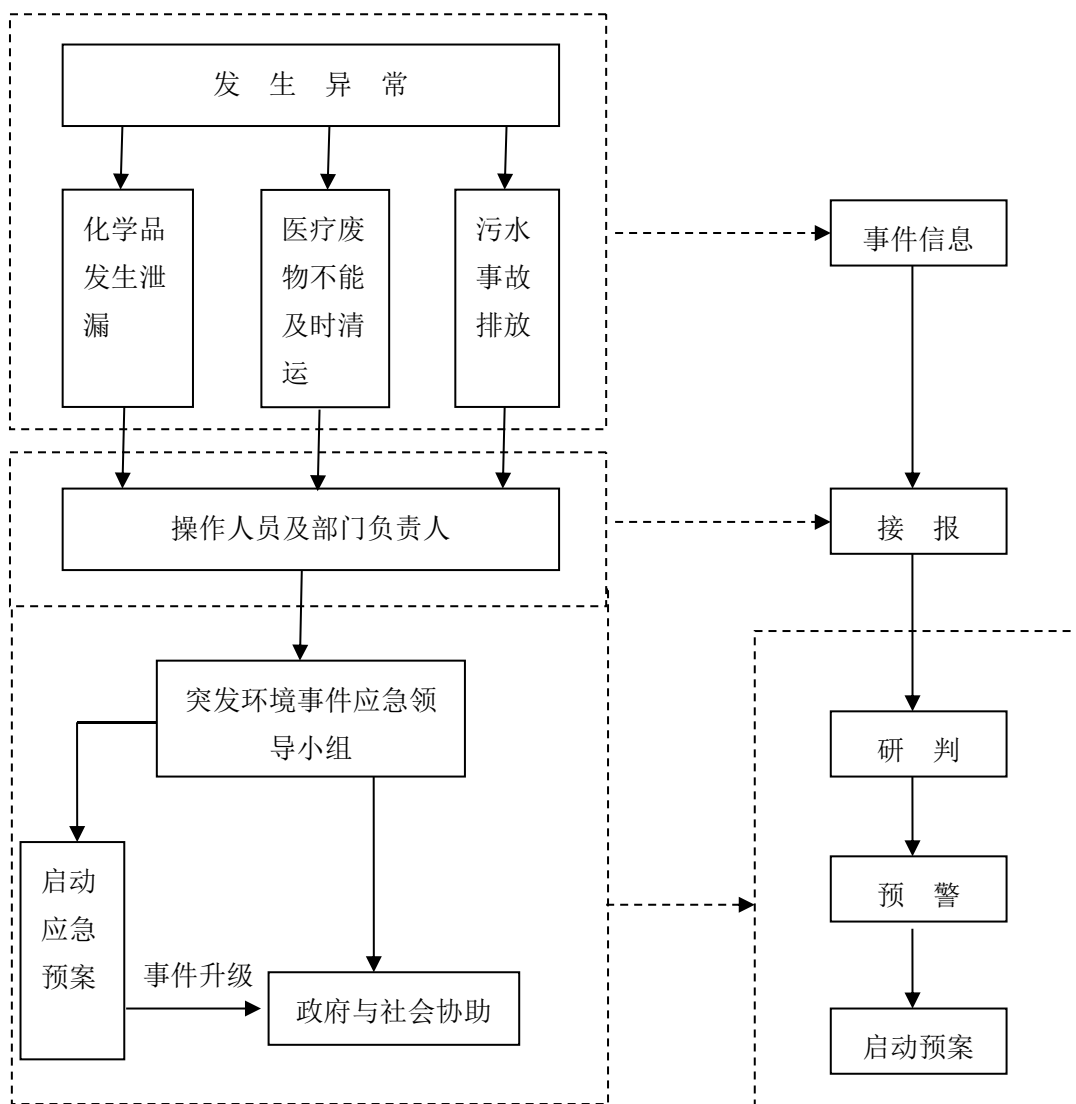 发 生 异 常
化学品
发生泄
漏
医疗废
物不能
及时清
运
污水
事故
排放
事件信息
操作人员及部门负责人
接 报
突发环境事件应急领
导小组
研 判
启动
应急
预案
预 警
事件升级
政府与社会协助
启动预案